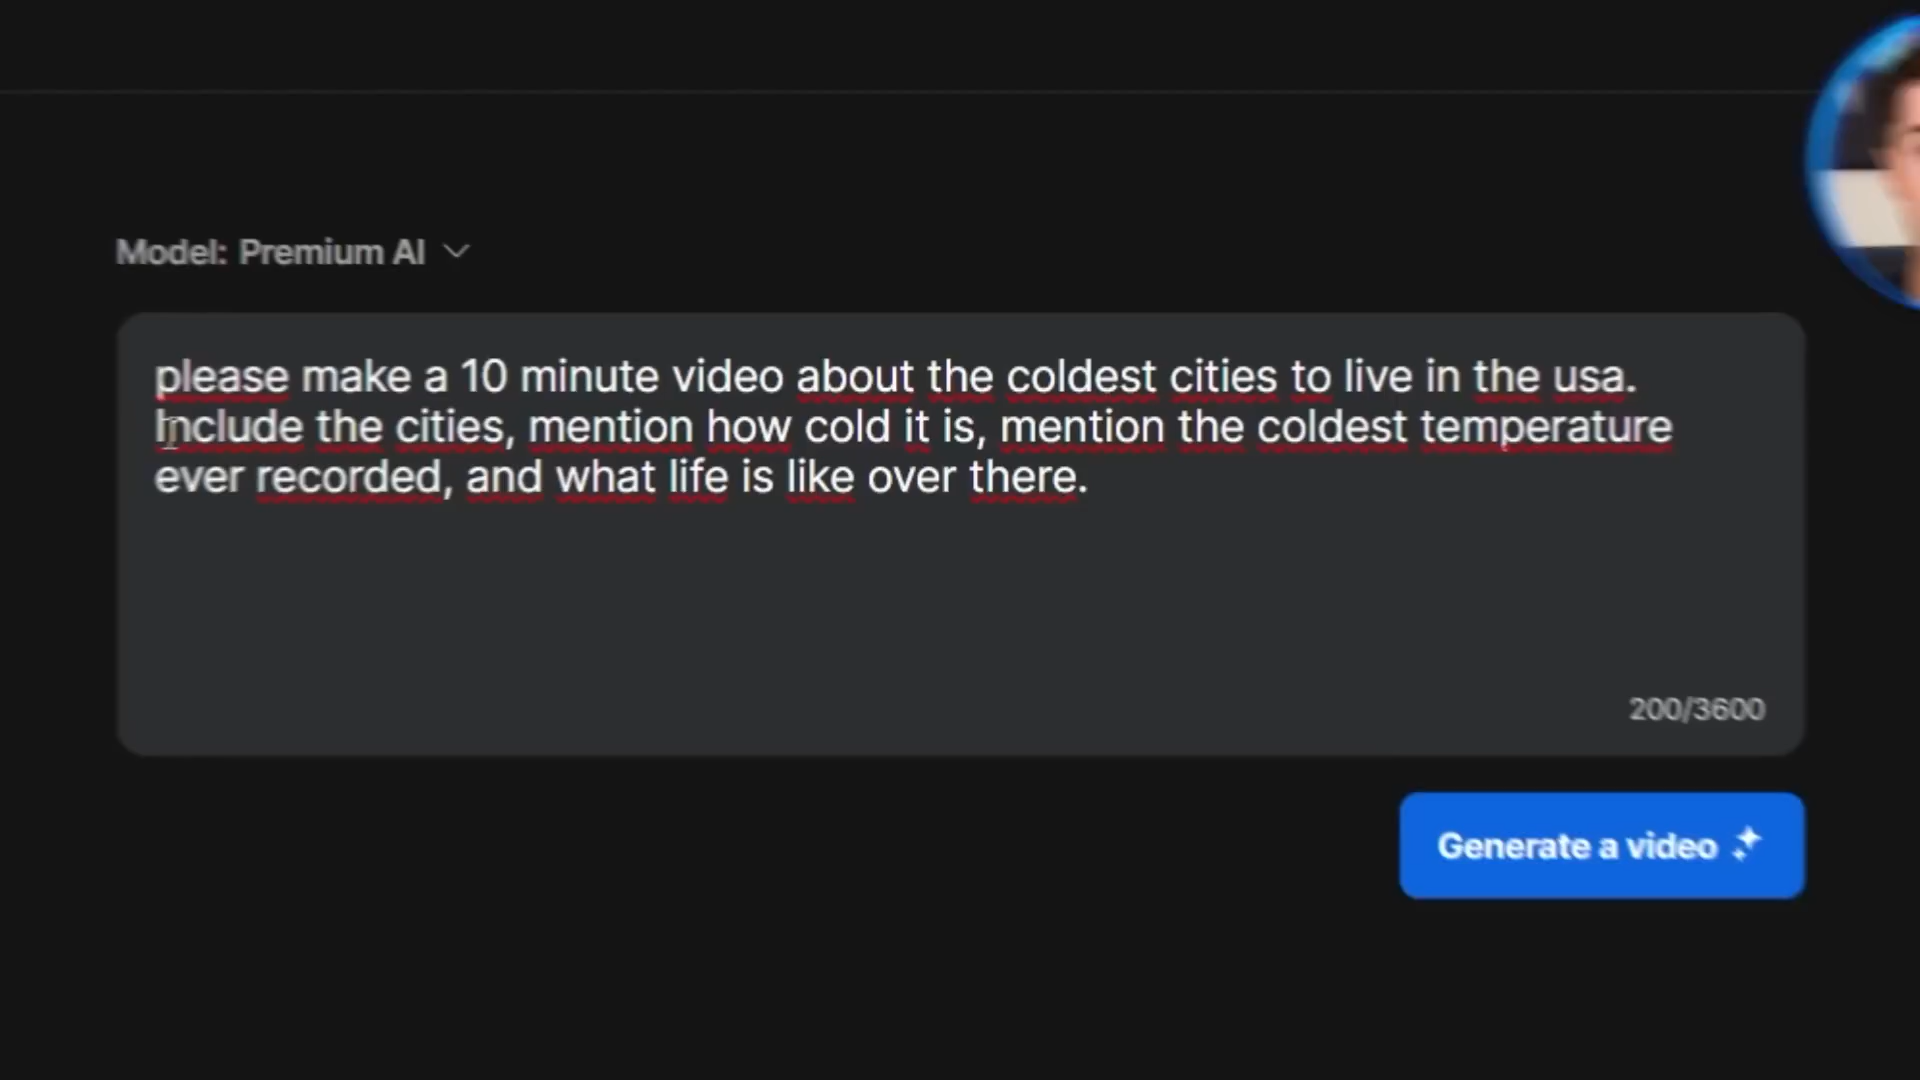 Model: Premium AI
please make a 10 minute video about the coldest cities to live in the usa.
Include the cities, mention how cold it is, mention the coldest temperature
ever recorded, and what life is like over there.
200/3600
Generate a video